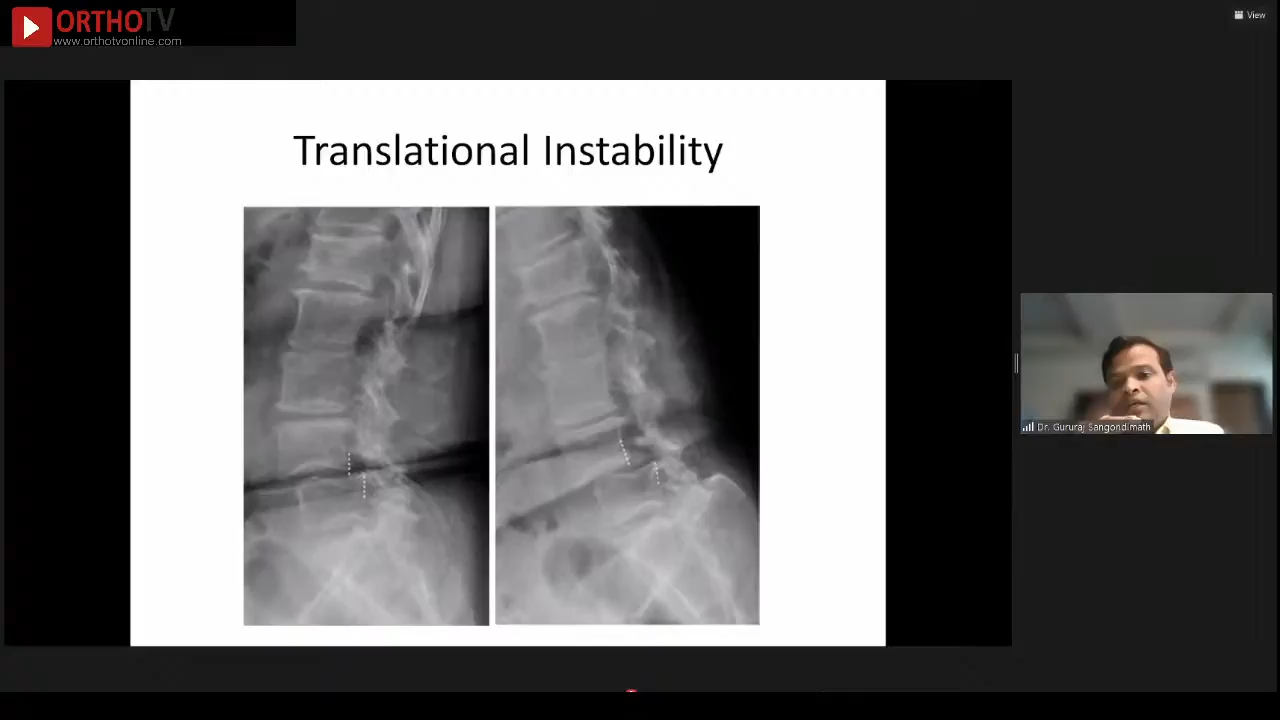 ORTHOTV
www.orthotvonline.com
View
Translational Instability
Dr. Gururaj Sangondimath